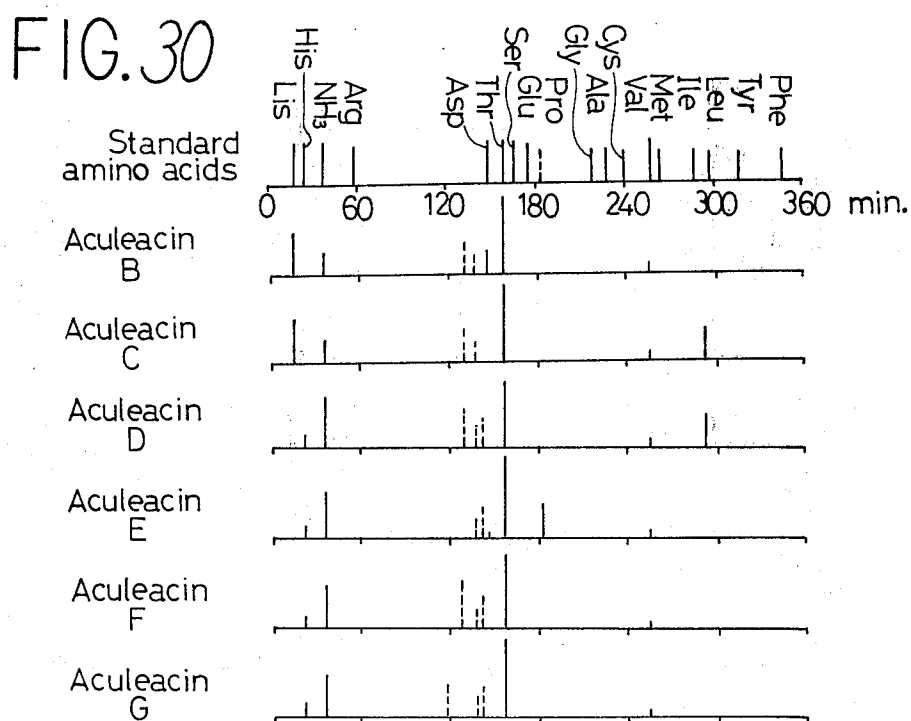 FIG. 30
Lis His NH₃ Arg Asp Thr Ser Glu Pro Gly Ala Cys Val Met Ile Leu Tyr Phe
Standard
amino acids
0 60 120 180 240 300 360 min.
Aculeacin
B
Aculeacin
C
Aculeacin
D
Aculeacin
E
Aculeacin
F
Aculeacin
G